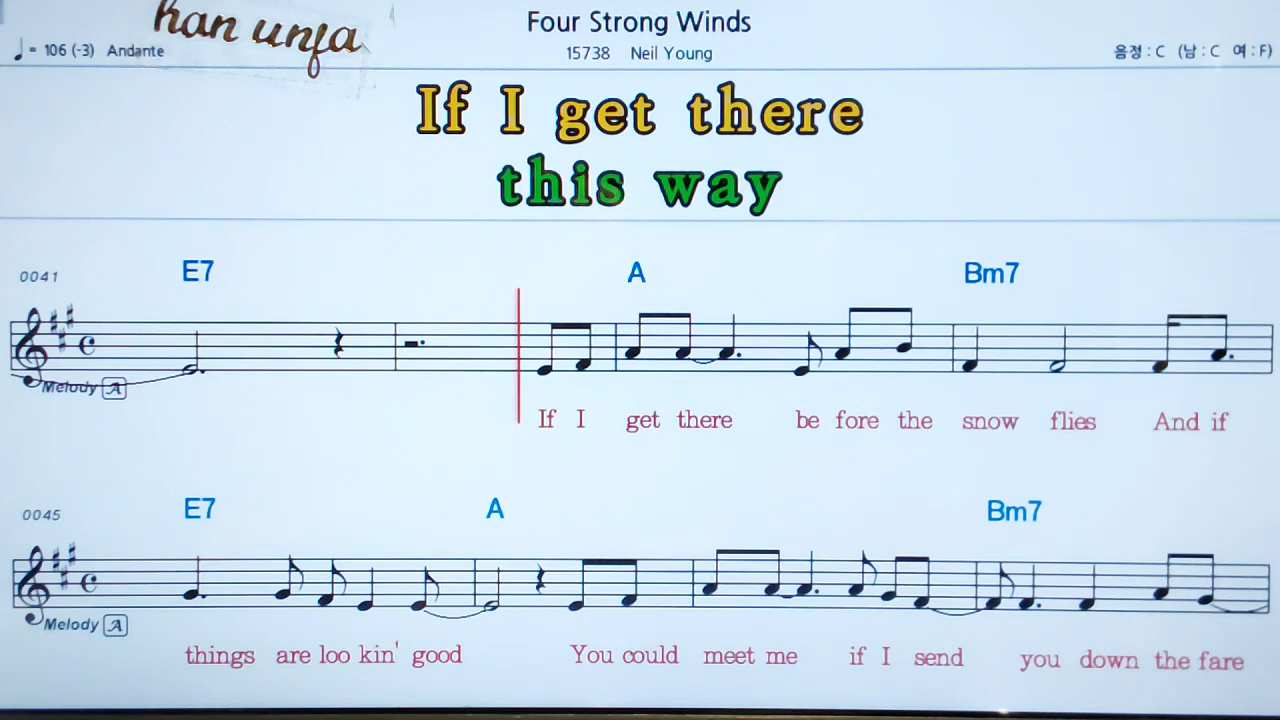 han unfa
Four Strong Winds
♩ = 106 (-3) Andante
15738 Neil Young
음정 : C (남 : C 여 : F)
If I get there
this way
0041
E7 A Bm7
Melody A
If I get there be fore the snow flies And if
0045
E7 A Bm7
Melody A
things are loo kin' good You could meet me if I send you down the fare